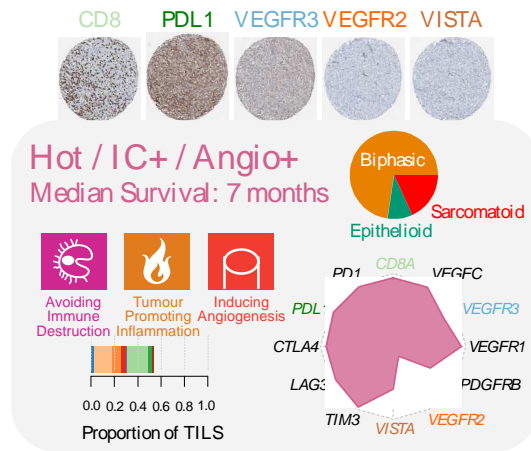 CD8 PDL1 VEGFR3 VEGFR2 VISTA
Hot / IC+ / Angio+
Median Survival: 7 months
Biphasic
Sarcomatoid
Epithelioid
Avoiding
Immune
Destruction
Tumour
Promoting
Inflammation
Inducing
Angiogenesis
0.0 0.2 0.4 0.6 0.8 1.0
Proportion of TILS
CD8A
PD1 VEGFC
PDL1 VEGFR3
CTLA4 VEGFR1
LAG3 PDGFRB
TIM3 VEGFR2
VISTA